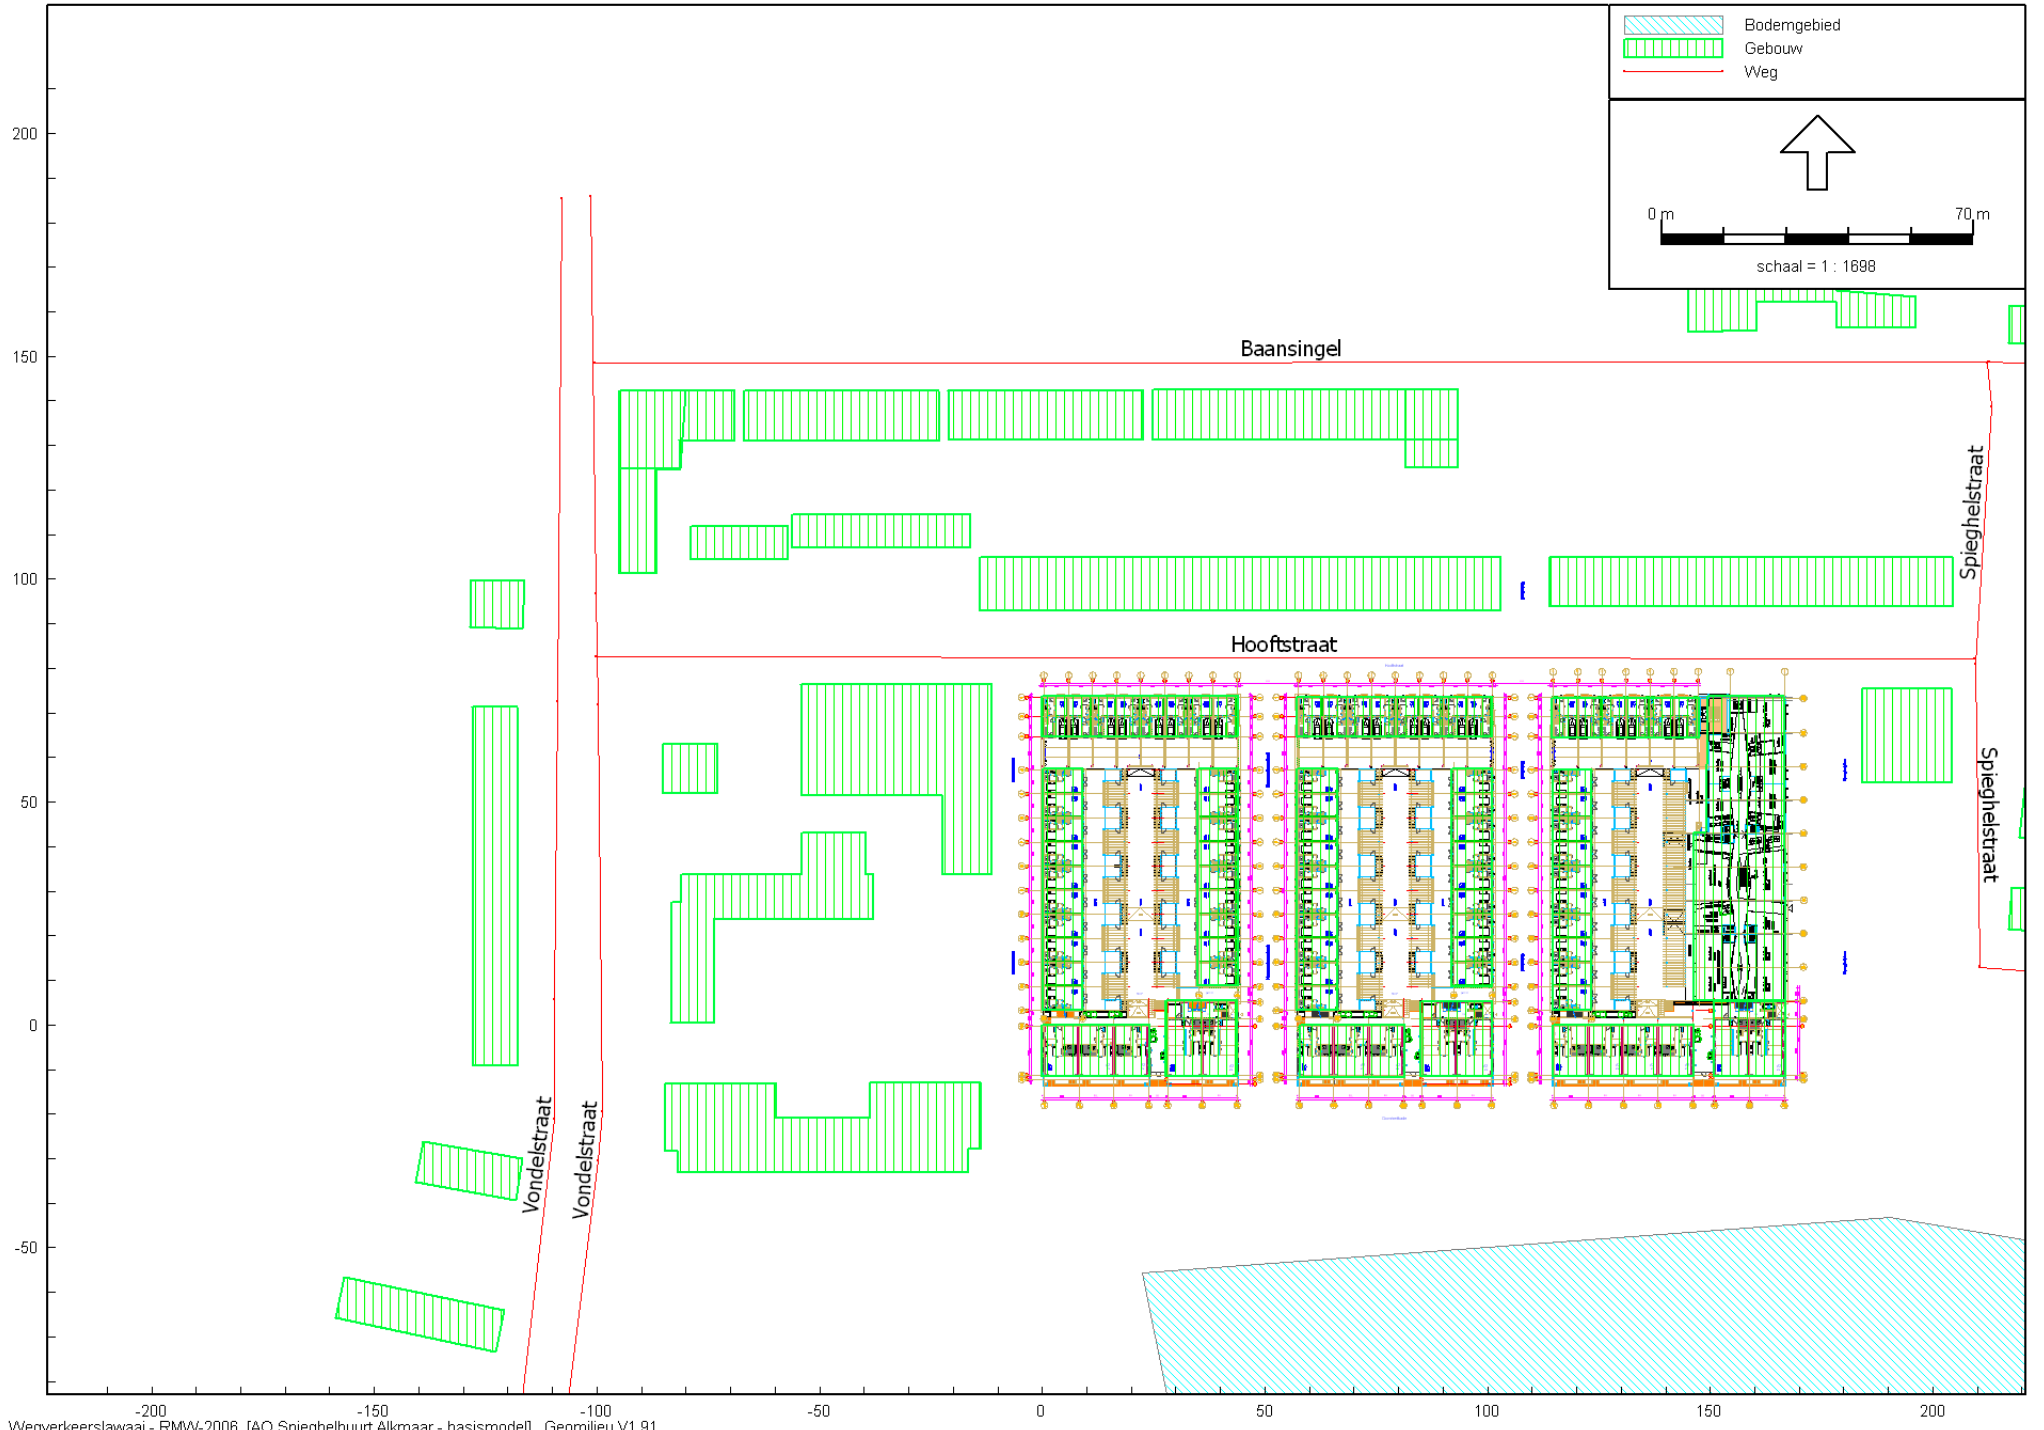 Bodemgebied
Gebouw
Weg
0 m 70 m
schaal = 1 : 1698
200
150
100
50
0
-50
Baansingel
Hooftstraat
Spieghelstraat
Spieghelstraat
Vondelstraat
Vondelstraat
-200 -150 -100 -50 0 50 100 150 200
Wegverkeerslawaai - RMW-2006, [AO Spieghelbuurt Alkmaar - basismodel], Geomilieu V1.91